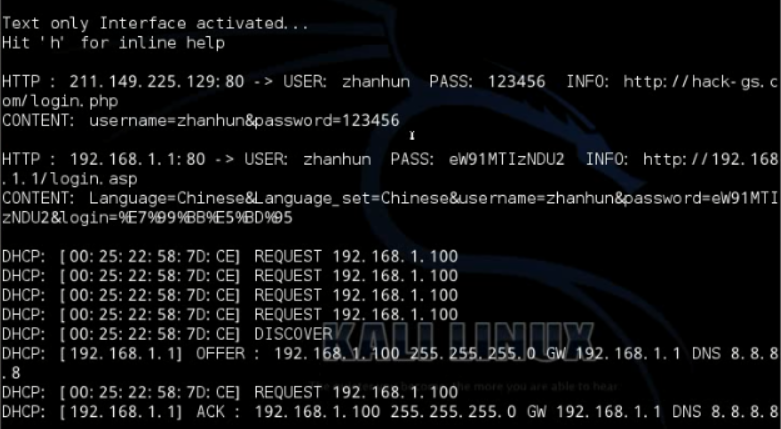 Text only Interface activated...
Hit 'h' for inline help
HTTP : 211.149.225.129:80 -> USER: zhanhun PASS: 123456 INFO: http://hack-gs.c
om/login.php
CONTENT: username=zhanhun&password=123456
HTTP : 192.168.1.1:80 -> USER: zhanhun PASS: eW91MTIzNDU2 INFO: http://192.168
.1.1/login.asp
CONTENT: Language=Chinese&Language_set=Chinese&username=zhanhun&password=eW91MTI
zNDU2&login=%E7%99%BB%E5%BD%95
DHCP: [00:25:22:58:7D:CE] REQUEST 192.168.1.100
DHCP: [00:25:22:58:7D:CE] REQUEST 192.168.1.100
DHCP: [00:25:22:58:7D:CE] REQUEST 192.168.1.100
DHCP: [00:25:22:58:7D:CE] REQUEST 192.168.1.100
DHCP: [00:25:22:58:7D:CE] DISCOVER
KALI LINUX
DHCP: [192.168.1.1] OFFER : 192.168.1.100 255.255.255.0 GW 192.168.1.1 DNS 8.8.8
.8
the more you are able to hear
DHCP: [00:25:22:58:7D:CE] REQUEST 192.168.1.100
DHCP: [192.168.1.1] ACK : 192.168.1.100 255.255.255.0 GW 192.168.1.1 DNS 8.8.8.8